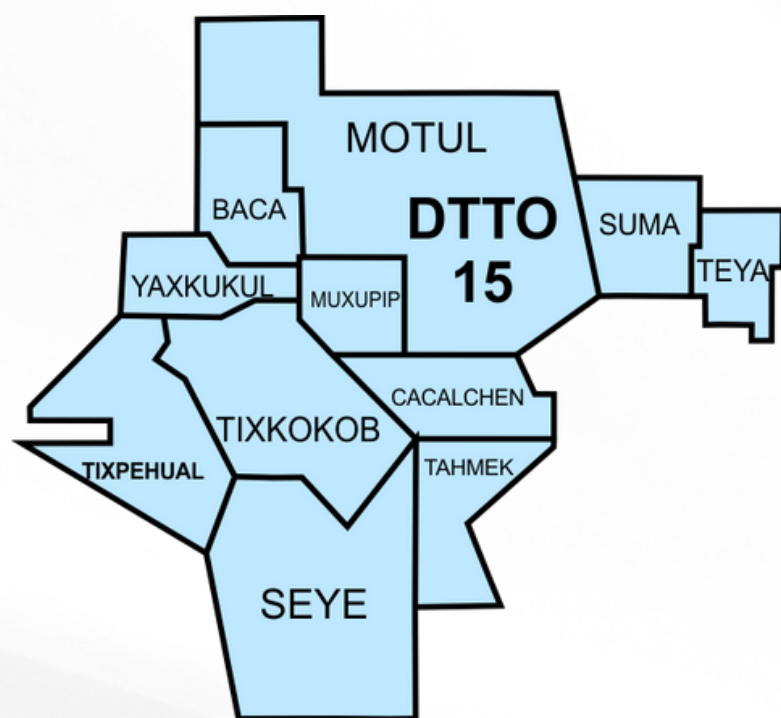 MOTUL
DTTO
15
BACA
SUMA
TEYA
YAXKUKUL
MUXUPIP
CACALCHEN
TIXKOKOB
TIXPEHUAL
TAHMEK
SEYE